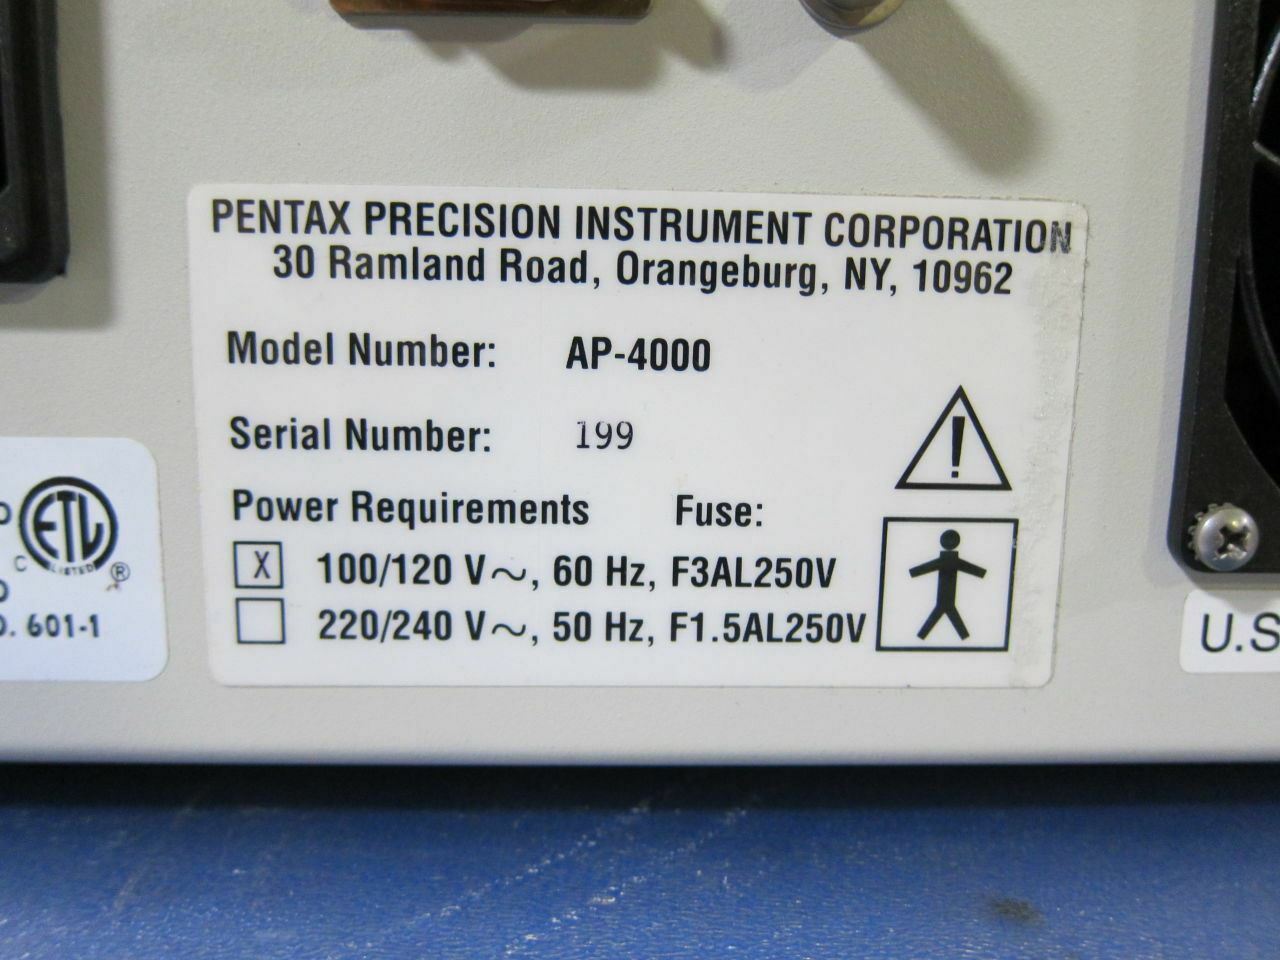 PENTAX PRECISION INSTRUMENT CORPORATION
30 Ramland Road, Orangeburg, NY, 10962
Model Number: AP-4000
Serial Number: 199
Power Requirements Fuse:
X 100/120 V~, 60 Hz, F3AL250V
220/240 V~, 50 Hz, F1.5AL250V
C ETL LISTED ®
601-1
U.S